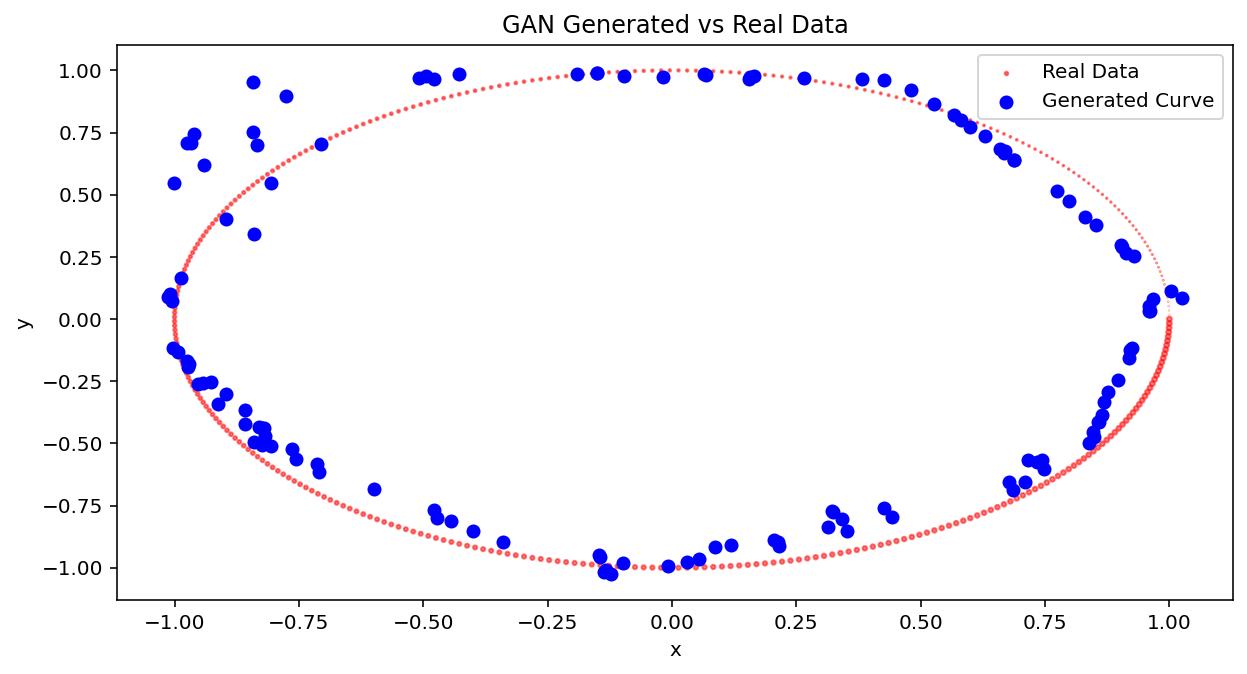 GAN Generated vs Real Data
Real Data
Generated Curve
1.00
0.75
0.50
0.25
0.00
−0.25
−0.50
−0.75
−1.00
y
−1.00 −0.75 −0.50 −0.25 0.00 0.25 0.50 0.75 1.00
x